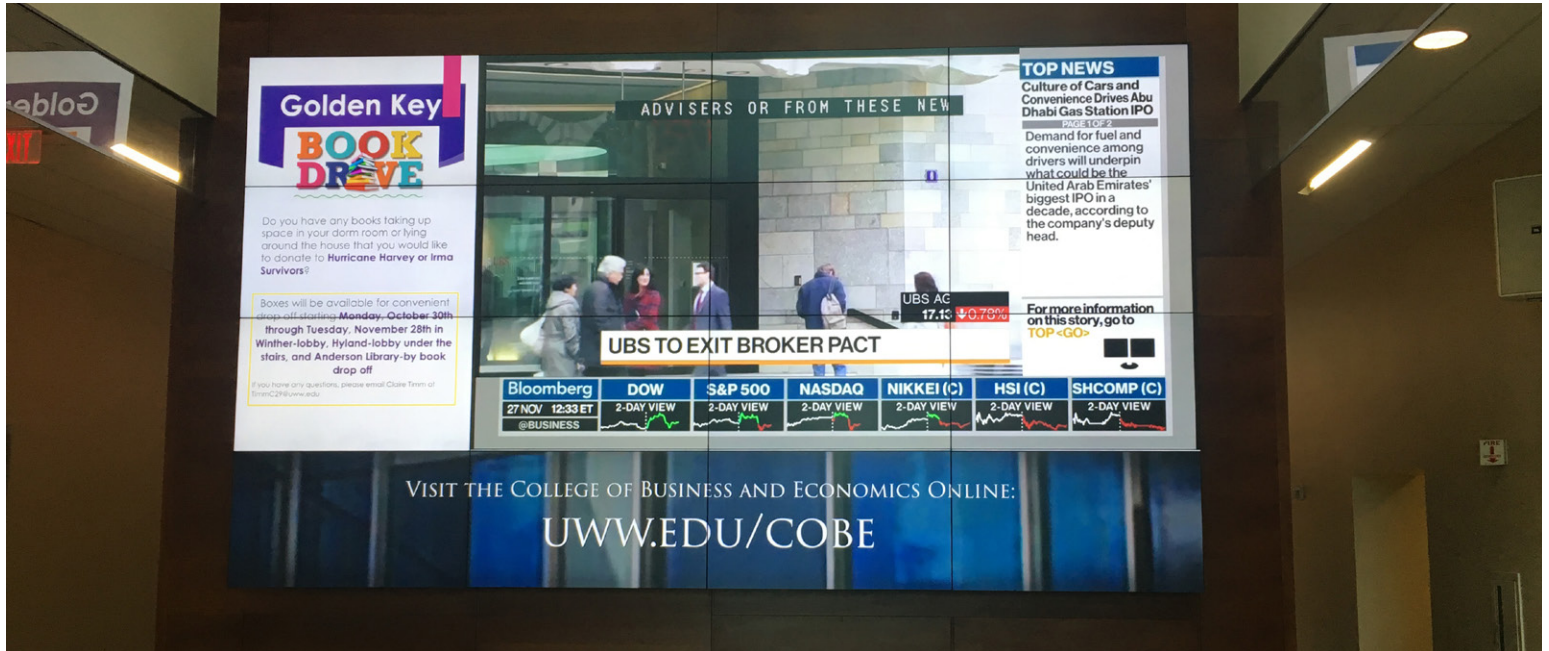 Golden Key
BOOK
DRIVE
Do you have any books taking up
space in your dorm room or lying
around the house that you would like
to donate to Hurricane Harvey or Irma
Survivors?
Boxes will be available for convenient
drop off starting Monday, October 30th
through Tuesday, November 28th in
Winther-lobby, Hyland-lobby under the
stairs, and Anderson Library-by book
drop off
If you have any questions, please email Claire Timm at
TimmC29@uww.edu
ADVISERS OR FROM THESE NEW
UBS AG
17.13 0.78%
UBS TO EXIT BROKER PACT
TOP NEWS
Culture of Cars and
Convenience Drives Abu
Dhabi Gas Station IPO
PAGE 1 OF 2
Demand for fuel and
convenience among
drivers will underpin
what could be the
United Arab Emirates'
biggest IPO in a
decade, according to
the company's deputy
head.
For more information
on this story, go to
TOP <GO>
Bloomberg DOW S&P 500 NASDAQ NIKKEI (C) HSI (C) SHCOMP (C)
27 NOV 12:33 ET 2-DAY VIEW 2-DAY VIEW 2-DAY VIEW 2-DAY VIEW 2-DAY VIEW 2-DAY VIEW
@BUSINESS
VISIT THE COLLEGE OF BUSINESS AND ECONOMICS ONLINE:
UWW.EDU/COBE
Golden
FIRE